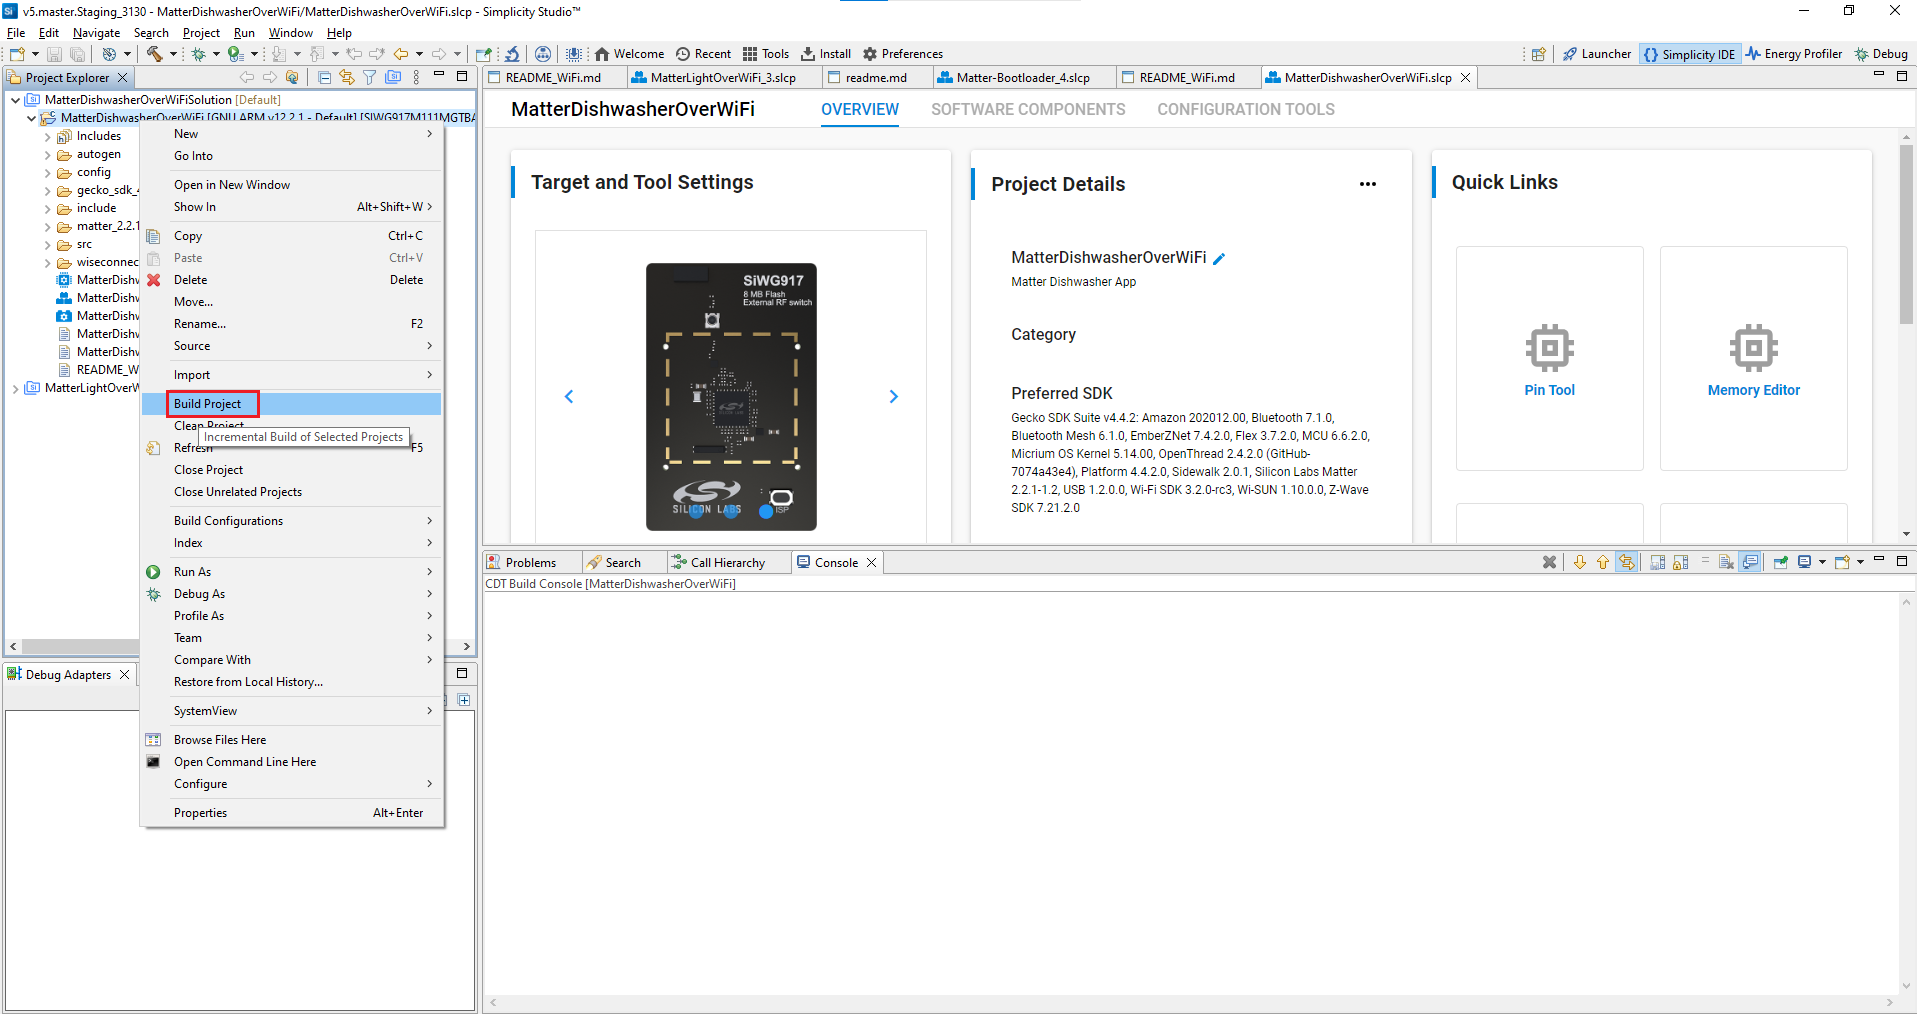 v5.master.Staging_3130 - MatterDishwasherOverWiFi/MatterDishwasherOverWiFi.slcp - Simplicity Studio™
File Edit Navigate Search Project Run Window Help
Welcome Recent Tools Install Preferences
Launcher Simplicity IDE Energy Profiler Debug
Project Explorer
README_WiFi.md MatterLightOverWiFi_3.slcp readme.md Matter-Bootloader_4.slcp README_WiFi.md MatterDishwasherOverWiFi.slcp
MatterDishwasherOverWiFiSolution [Default]
MatterDishwasherOverWiFi [GNU ARM v12.2.1 - Default] [SIWG917M111MGTBA
Includes
autogen
config
gecko_sdk_4
include
matter_2.2.1
src
wiseconnec
MatterDishw
MatterDishw
MatterDishw
MatterDishw
MatterDishw
README_W
MatterLightOverW
New
Go Into
Open in New Window
Show In Alt+Shift+W
Copy Ctrl+C
Paste Ctrl+V
Delete Delete
Move...
Rename... F2
Source
Import
Build Project
Clean Project
Incremental Build of Selected Projects
Refresh F5
Close Project
Close Unrelated Projects
Build Configurations
Index
Run As
Debug As
Profile As
Team
Compare With
Restore from Local History...
SystemView
Browse Files Here
Open Command Line Here
Configure
Properties Alt+Enter
Debug Adapters
MatterDishwasherOverWiFi OVERVIEW SOFTWARE COMPONENTS CONFIGURATION TOOLS
Target and Tool Settings
SiWG917
8 MB Flash
External RF switch
SILICON LABS
ISP
Project Details
MatterDishwasherOverWiFi
Matter Dishwasher App
Category
Preferred SDK
Gecko SDK Suite v4.4.2: Amazon 202012.00, Bluetooth 7.1.0,
Bluetooth Mesh 6.1.0, EmberZNet 7.4.2.0, Flex 3.7.2.0, MCU 6.6.2.0,
Micrium OS Kernel 5.14.00, OpenThread 2.4.2.0 (GitHub-
7074a43e4), Platform 4.4.2.0, Sidewalk 2.0.1, Silicon Labs Matter
2.2.1-1.2, USB 1.2.0.0, Wi-Fi SDK 3.2.0-rc3, Wi-SUN 1.10.0.0, Z-Wave
SDK 7.21.2.0
Quick Links
Pin Tool
Memory Editor
Problems Search Call Hierarchy Console
CDT Build Console [MatterDishwasherOverWiFi]